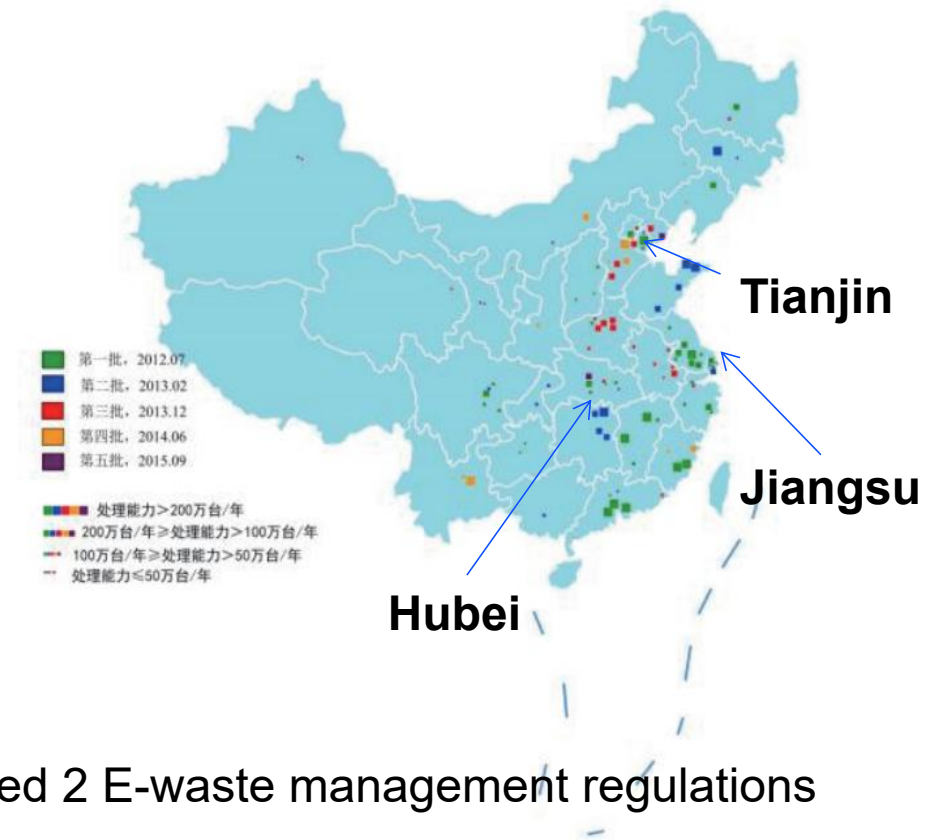 Tianjin
第一批，2012.07
第二批，2013.02
第三批，2013.12
第四批，2014.06
第五批，2015.09
Jiangsu
处理能力＞200万台/年
200万台/年≥处理能力＞100万台/年
100万台/年≥处理能力＞50万台/年
处理能力≤50万台/年
Hubei
ed 2 E-waste management regulations